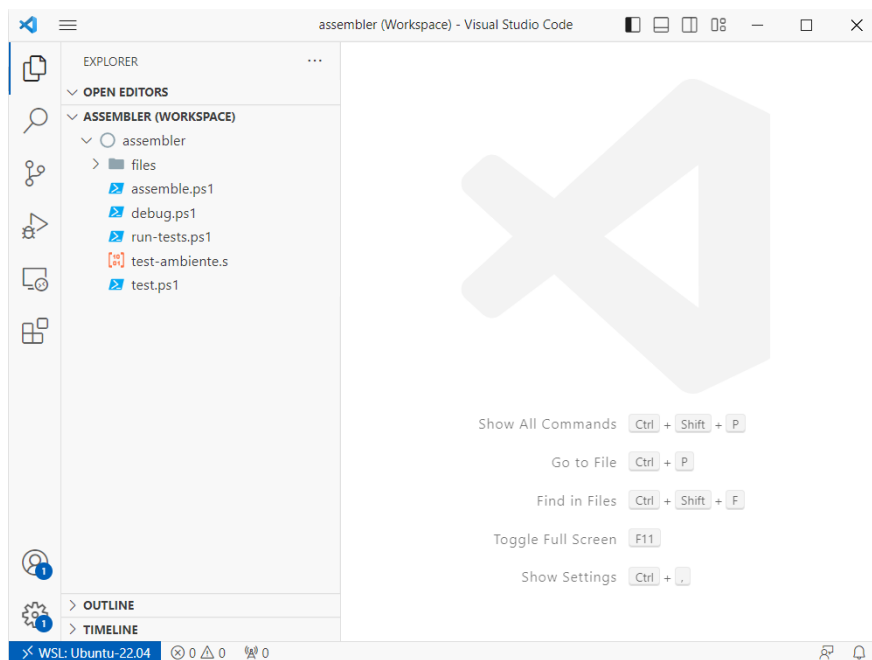 assembler (Workspace) - Visual Studio Code
EXPLORER
OPEN EDITORS
ASSEMBLER (WORKSPACE)
assembler
files
assemble.ps1
debug.ps1
run-tests.ps1
test-ambiente.s
test.ps1
OUTLINE
TIMELINE
Show All Commands Ctrl + Shift + P
Go to File Ctrl + P
Find in Files Ctrl + Shift + F
Toggle Full Screen F11
Show Settings Ctrl + ,
1
1
WSL: Ubuntu-22.04 0 0 0